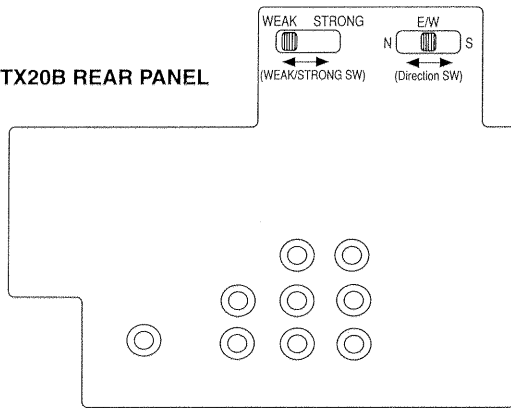 WEAK STRONG
E/W
N S
TX20B REAR PANEL
(WEAK/STRONG SW)
(Direction SW)